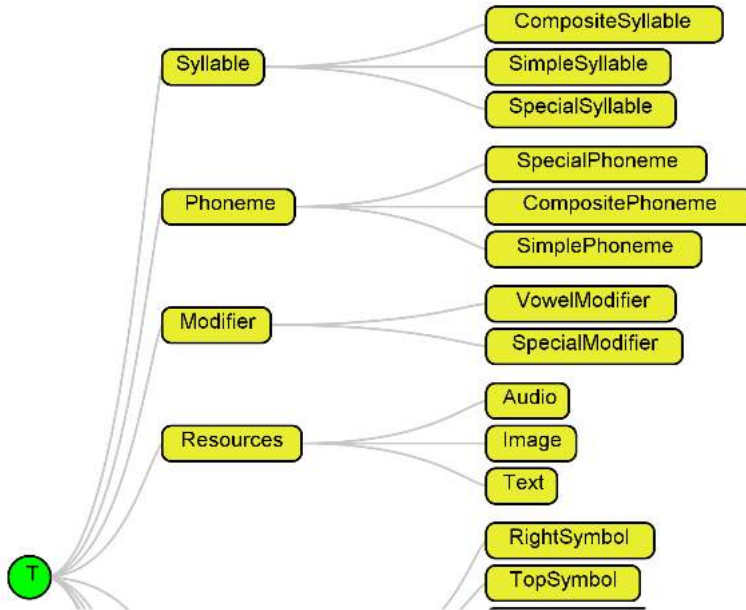 CompositeSyllable
Syllable
SimpleSyllable
SpecialSyllable
SpecialPhoneme
Phoneme
CompositePhoneme
SimplePhoneme
VowelModifier
Modifier
SpecialModifier
Audio
Resources
Image
Text
RightSymbol
T
TopSymbol